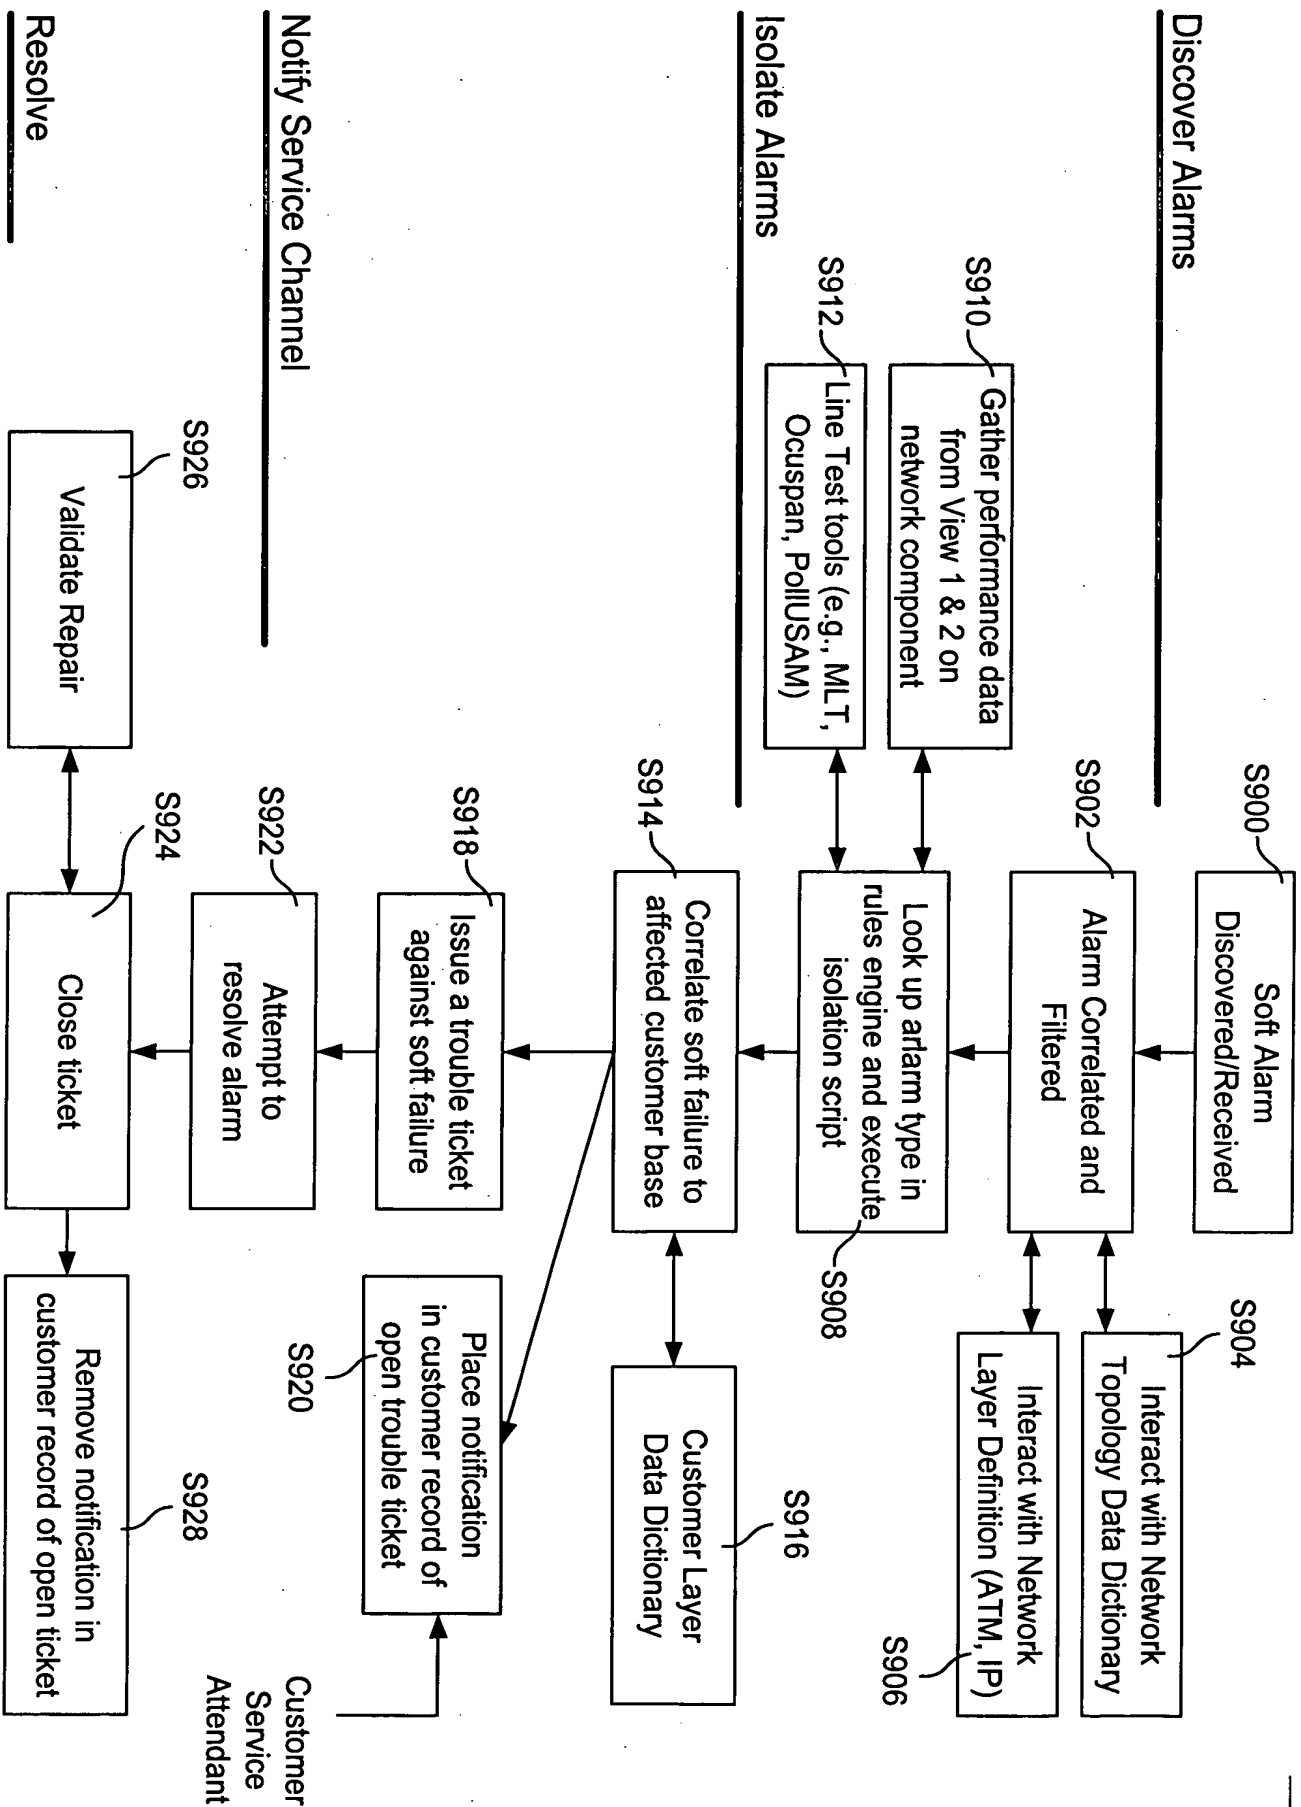 Discover Alarms
S900
Soft Alarm
Discovered/Received
S902
Alarm Correlated and
Filtered
S904
Interact with Network
Topology Data Dictionary
Interact with Network
Layer Definition (ATM, IP)
S906
S910
Gather performance data
from View 1 & 2 on
network component
S912
Line Test tools (e.g., MLT,
Ocuspan, PollUSAM)
Look up arlarm type in
rules engine and execute
isolation script
S908
Isolate Alarms
S914
Correlate soft failure to
affected customer base
S916
Customer Layer
Data Dictionary
S918
Issue a trouble ticket
against soft failure
Place notification
in customer record of
open trouble ticket
S920
Customer
Service
Attendant
Notify Service Channel
S922
Attempt to
resolve alarm
S926
Validate Repair
S924
Close ticket
S928
Remove notification in
customer record of open ticket
Resolve